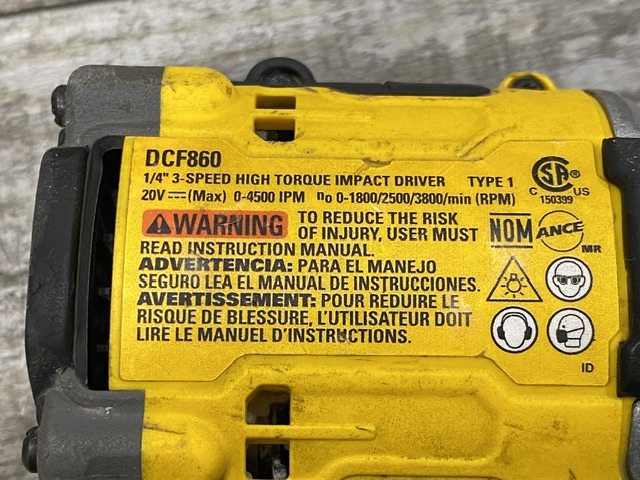 DCF860
1/4" 3-SPEED HIGH TORQUE IMPACT DRIVER TYPE 1
20V ⎓ (Max) 0-4500 IPM no 0-1800/2500/3800/min (RPM)
C US
150399
WARNING TO REDUCE THE RISK
OF INJURY, USER MUST
READ INSTRUCTION MANUAL.
ADVERTENCIA: PARA EL MANEJO
SEGURO LEA EL MANUAL DE INSTRUCCIONES.
AVERTISSEMENT: POUR REDUIRE LE
RISQUE DE BLESSURE, L'UTILISATEUR DOIT
LIRE LE MANUEL D'INSTRUCTIONS.
NOM ANCE
MR
ID